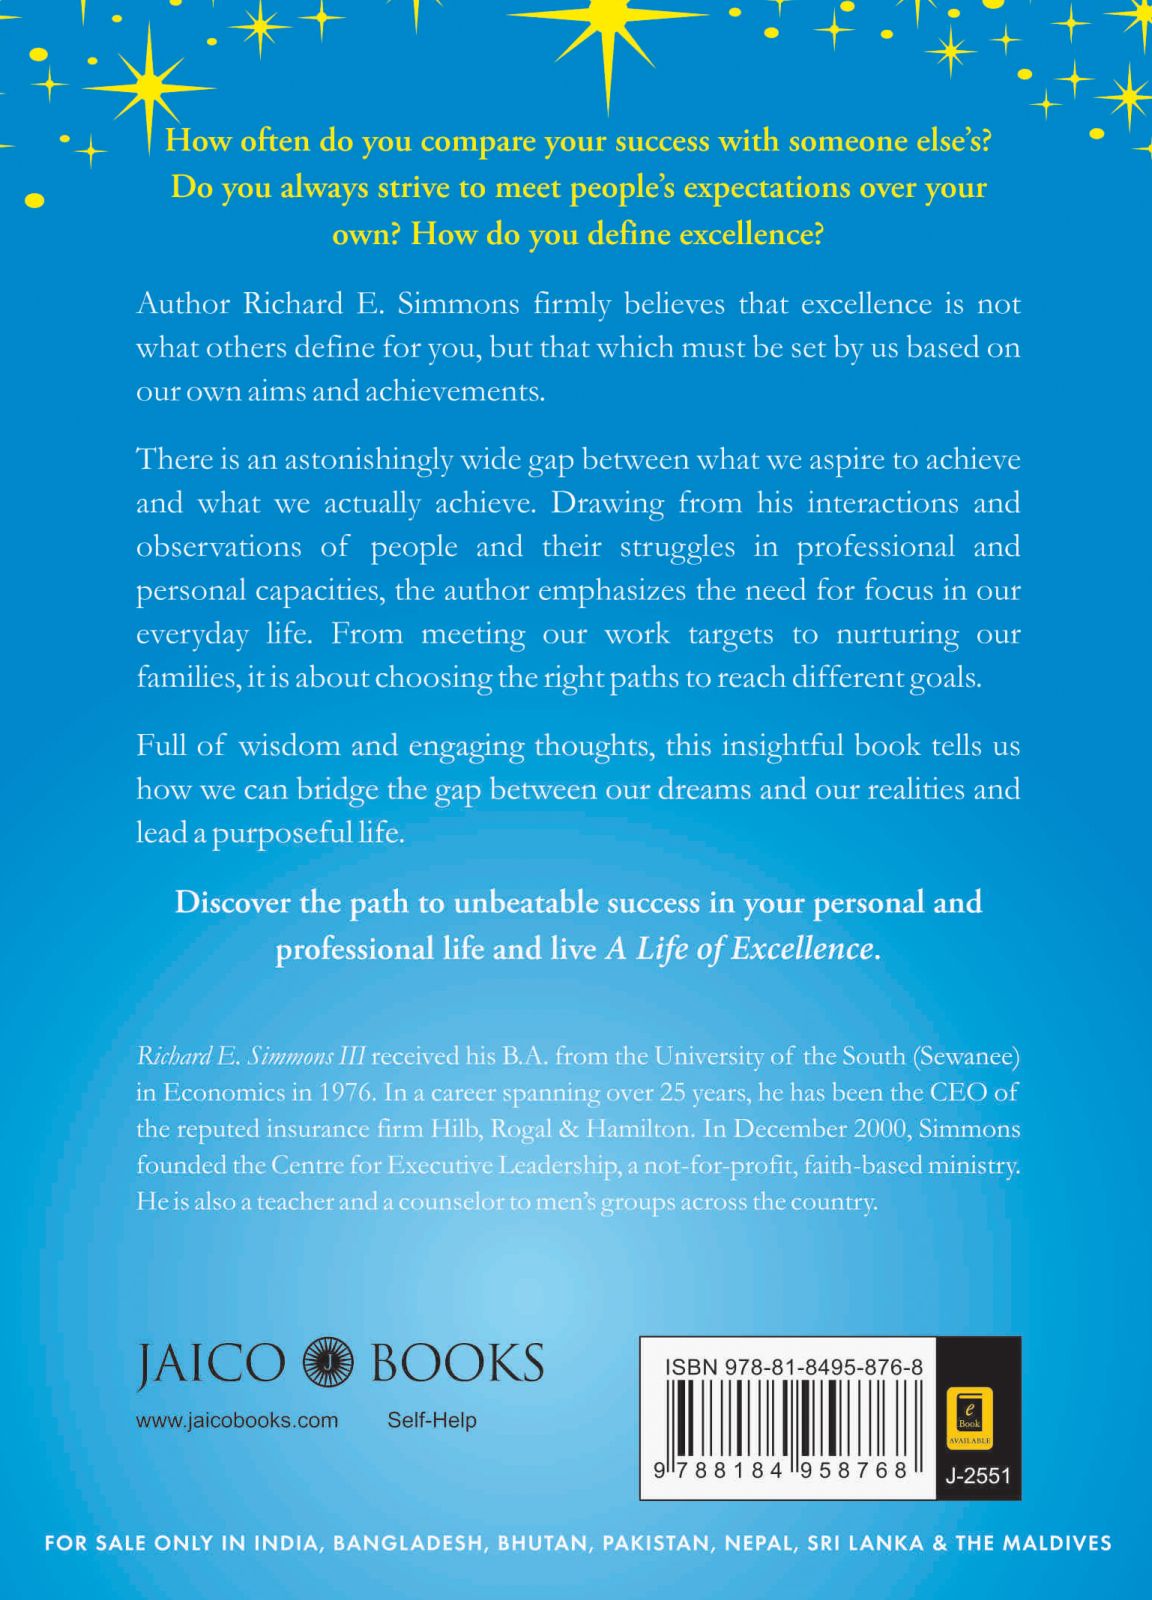 How often do you compare your success with someone else's?
Do you always strive to meet people's expectations over your
own? How do you define excellence?
Author Richard E. Simmons firmly believes that excellence is not
what others define for you, but that which must be set by us based on
our own aims and achievements.
There is an astonishingly wide gap between what we aspire to achieve
and what we actually achieve. Drawing from his interactions and
observations of people and their struggles in professional and
personal capacities, the author emphasizes the need for focus in our
everyday life. From meeting our work targets to nurturing our
families, it is about choosing the right paths to reach different goals.
Full of wisdom and engaging thoughts, this insightful book tells us
how we can bridge the gap between our dreams and our realities and
lead a purposeful life.
Discover the path to unbeatable success in your personal and
professional life and live A Life of Excellence.
Richard E. Simmons III received his B.A. from the University of the South (Sewanee)
in Economics in 1976. In a career spanning over 25 years, he has been the CEO of
the reputed insurance firm Hilb, Rogal & Hamilton. In December 2000, Simmons
founded the Centre for Executive Leadership, a not-for-profit, faith-based ministry.
He is also a teacher and a counselor to men's groups across the country.
JAICO J BOOKS
www.jaicobooks.com Self-Help
ISBN 978-81-8495-876-8
9 788184 958768
e
Book
AVAILABLE
J-2551
FOR SALE ONLY IN INDIA, BANGLADESH, BHUTAN, PAKISTAN, NEPAL, SRI LANKA & THE MALDIVES